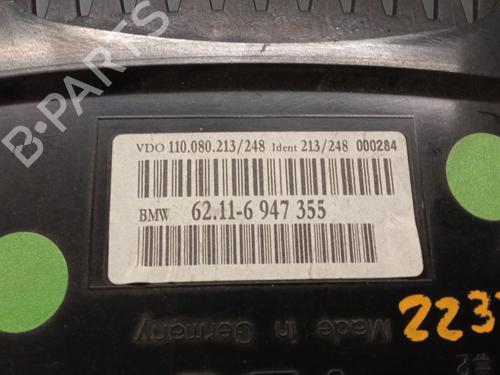 B-PARTS
VDO 110.080.213/248 Ident 213/248 000284
BMW 62.11-6 947 355
Made in Germany
223
#2